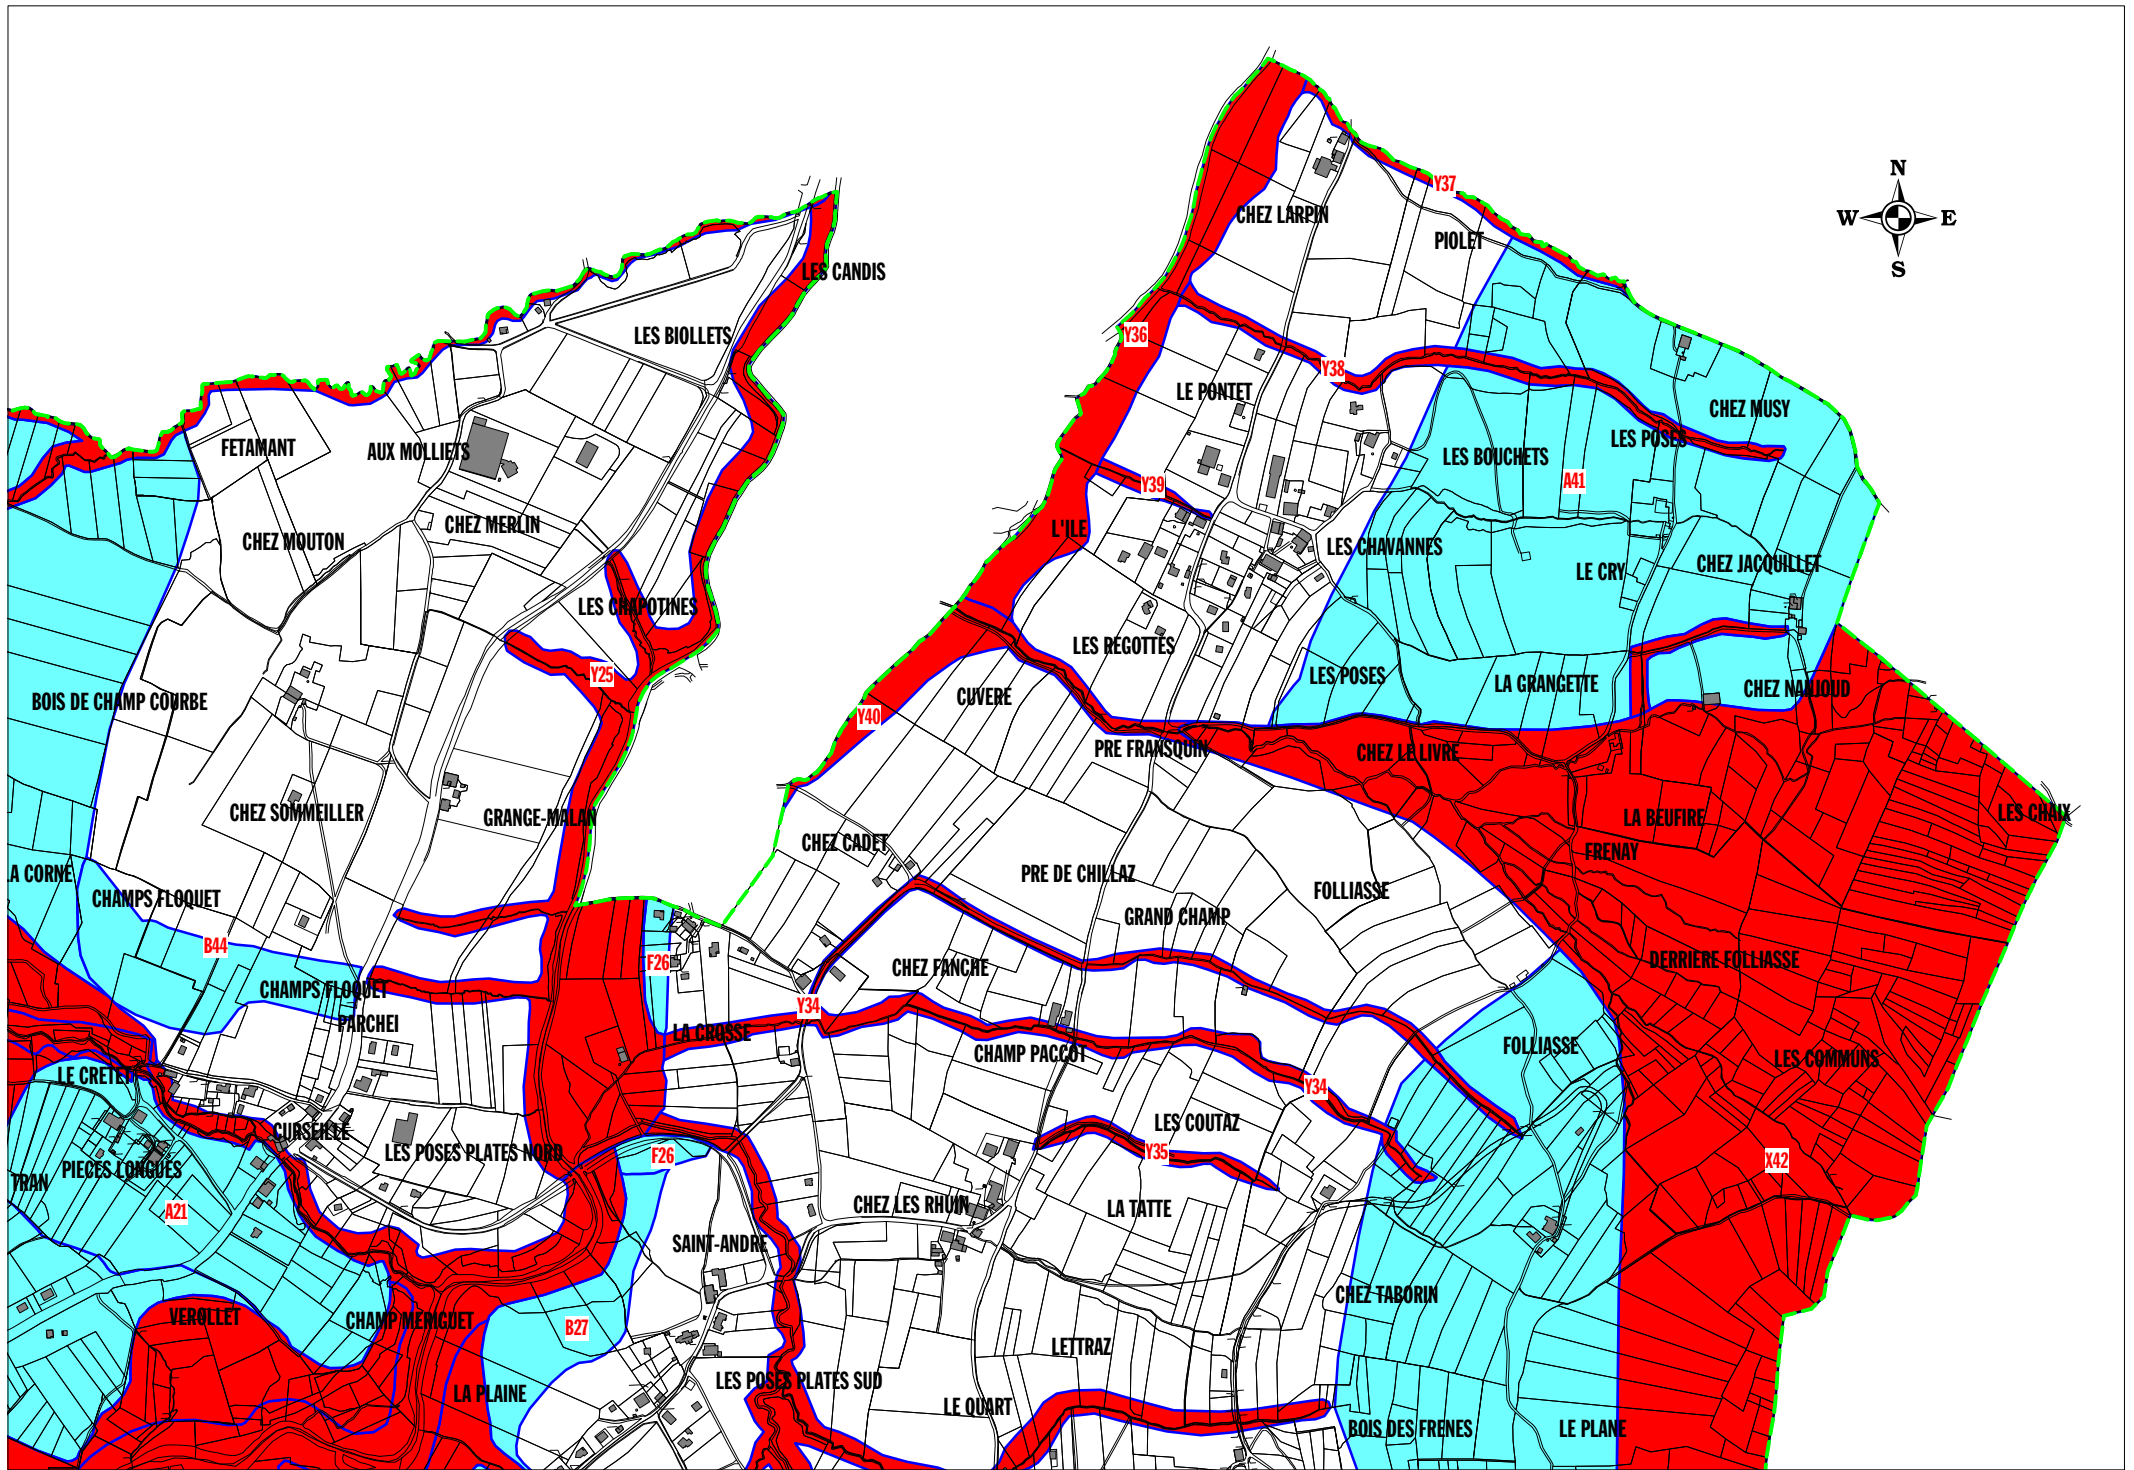 N
W E
S
Y37
CHEZ LARPIN
PIOLET
LES CANDIS
LES BIOLLETS
Y36
Y38
LE PONTET
CHEZ MUSY
LES POSES
FETAMANT
AUX MOLLIETS
LES BOUCHETS
A41
Y39
CHEZ MERLIN
L'ILE
CHEZ MOUTON
LES CHAVANNES
CHEZ JACQUILLET
LE CRY
LES CHAPOTINES
LES REGOTTES
Y25
LES POSES
LA GRANGETTE
CHEZ NANJOUD
BOIS DE CHAMP COURBE
CUVERE
Y40
PRE FRANSQUIN
CHEZ LE LIVRE
CHEZ SOMMEILLER
GRANGE-MALAN
LA BEUFIRE
LES CHAIX
CHEZ CADET
FRENAY
LA CORNE
PRE DE CHILLAZ
FOLLIASSE
CHAMPS FLOQUET
GRAND CHAMP
B44
F26
CHEZ FANCHE
DERRIERE FOLLIASSE
CHAMPS FLOQUET
Y34
PARCHEI
LA CROSSE
CHAMP PACCOT
FOLLIASSE
LES COMMUNS
LE CRETET
Y34
LES COUTAZ
CURSEILLE
LES POSES PLATES NORD
F26
Y35
X42
PIECES LONGUES
TRAN
A21
CHEZ LES RHUIN
LA TATTE
SAINT-ANDRE
CHEZ TABORIN
VEROLLET
CHAMP MERIGUET
B27
LETTRAZ
LES POSES PLATES SUD
LA PLAINE
LE QUART
BOIS DES FRENES
LE PLANE